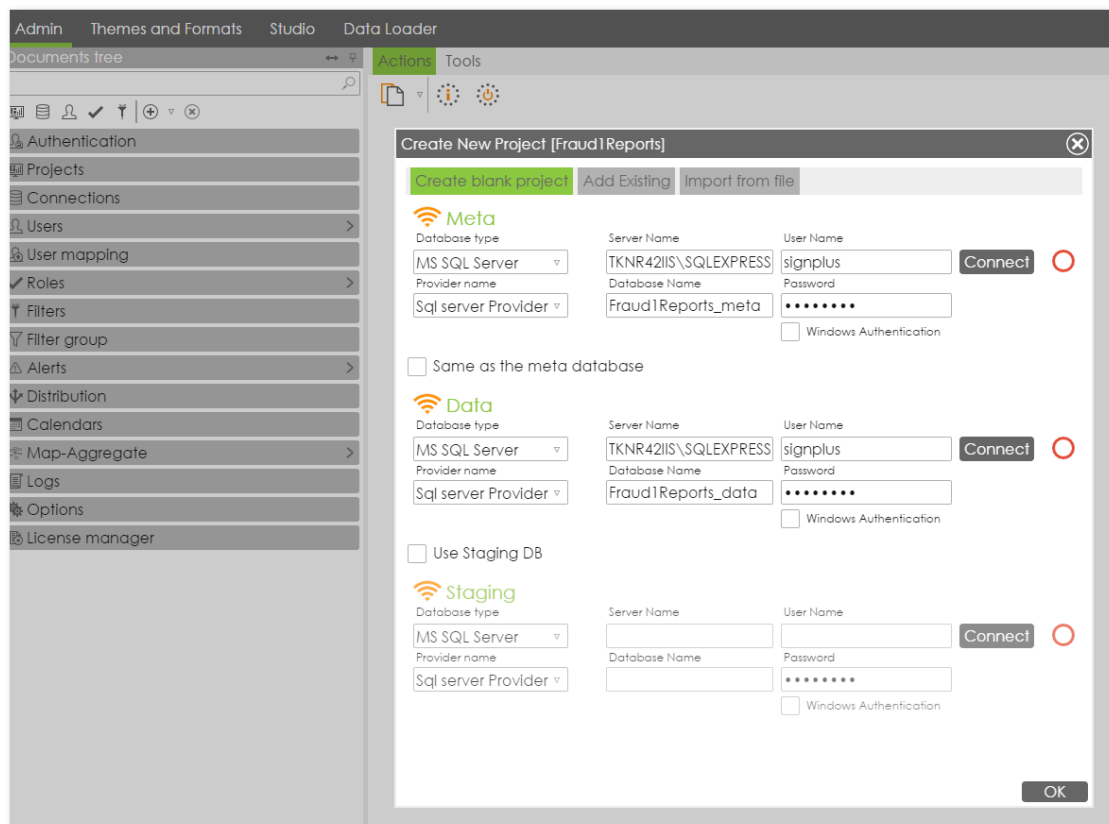 Admin Themes and Formats Studio Data Loader
Documents tree
Actions Tools
Authentication
Projects
Connections
Users
User mapping
Roles
Filters
Filter group
Alerts
Distribution
Calendars
Map-Aggregate
Logs
Options
License manager
Create New Project [Fraud1Reports]
Create blank project Add Existing Import from file
Meta
Database type Server Name User Name
MS SQL Server TKNR42IIS\SQLEXPRESS signplus Connect
Provider name Database Name Password
Sql server Provider Fraud1Reports_meta ••••••••
Windows Authentication
Same as the meta database
Data
Database type Server Name User Name
MS SQL Server TKNR42IIS\SQLEXPRESS signplus Connect
Provider name Database Name Password
Sql server Provider Fraud1Reports_data ••••••••
Windows Authentication
Use Staging DB
Staging
Database type Server Name User Name
MS SQL Server Connect
Provider name Database Name Password
Sql server Provider ••••••••
Windows Authentication
OK